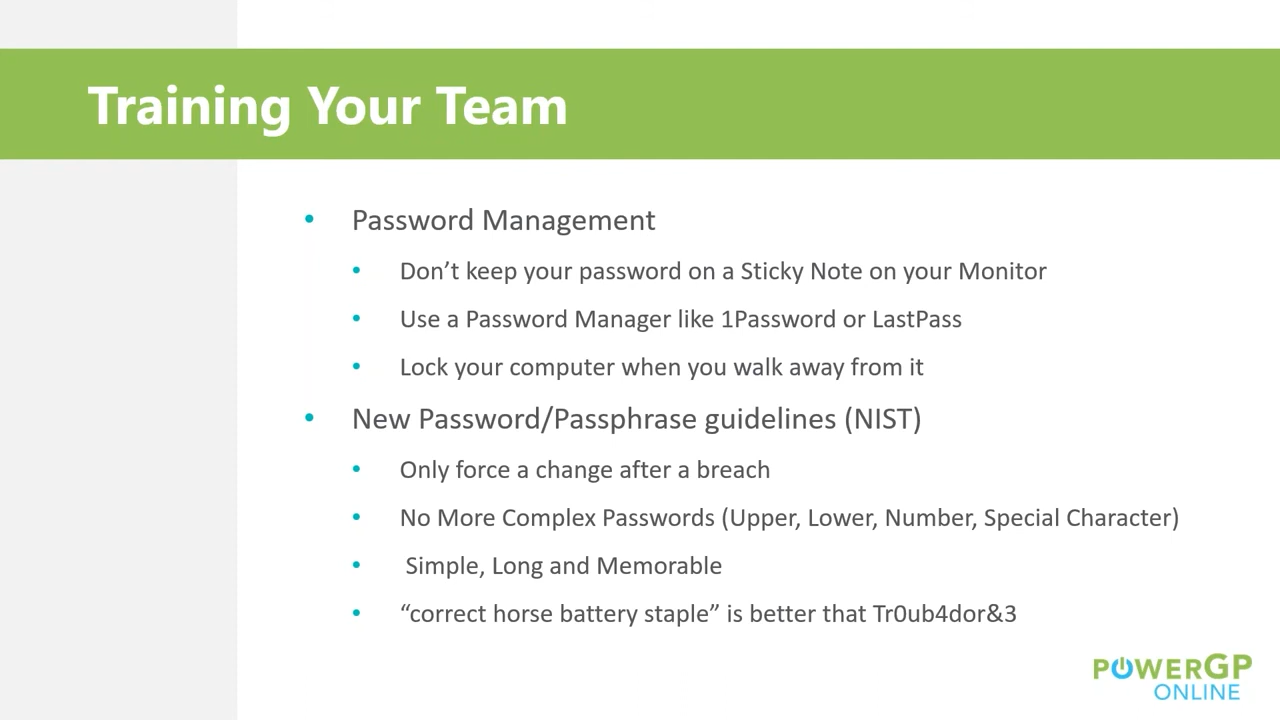 Training Your Team
• Password Management
• Don’t keep your password on a Sticky Note on your Monitor
• Use a Password Manager like 1Password or LastPass
• Lock your computer when you walk away from it
• New Password/Passphrase guidelines (NIST)
• Only force a change after a breach
• No More Complex Passwords (Upper, Lower, Number, Special Character)
• Simple, Long and Memorable
• “correct horse battery staple” is better that Tr0ub4dor&3
POWERGP
ONLINE